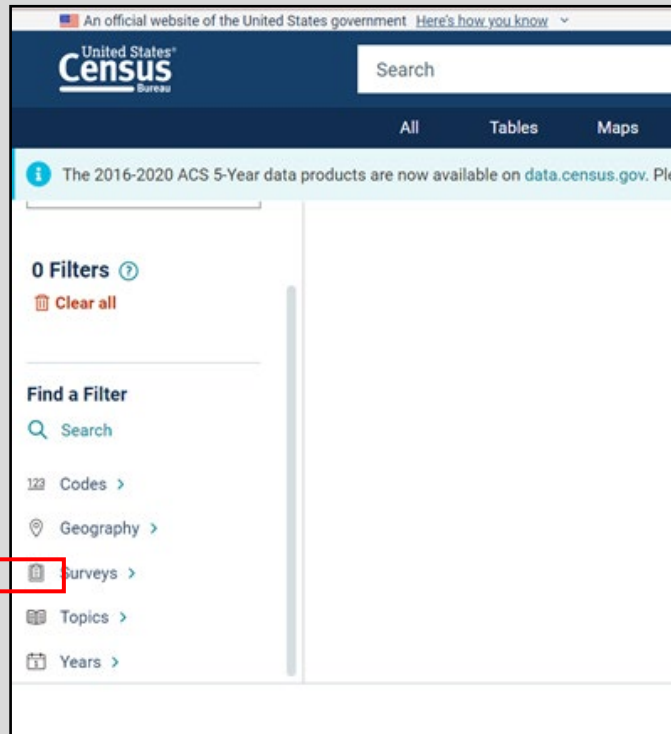 An official website of the United States government Here's how you know
United States®
Census
Bureau
Search
All Tables Maps
The 2016-2020 ACS 5-Year data products are now available on data.census.gov.
0 Filters
Clear all
Find a Filter
Search
123 Codes
Geography
Surveys
Topics
Years